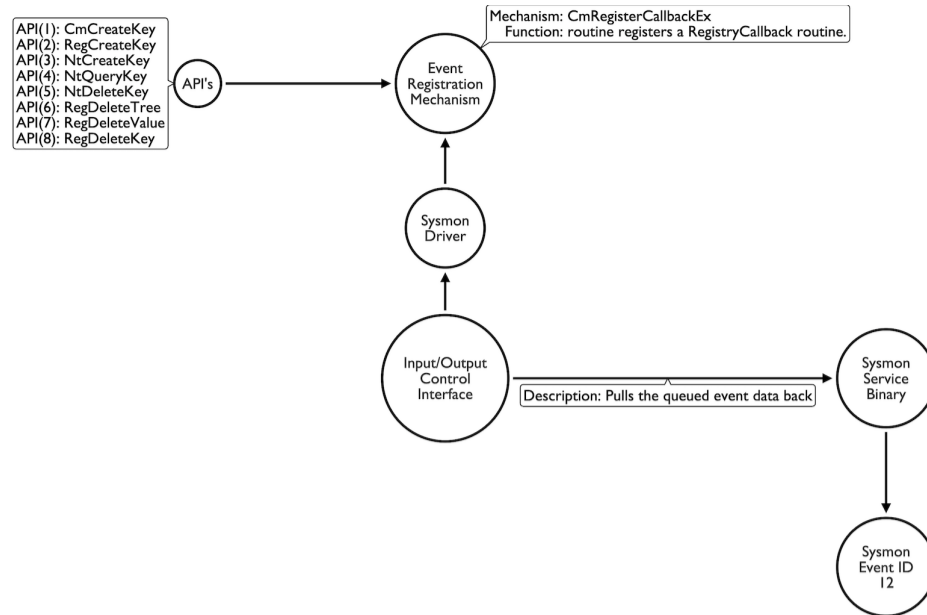 API(1): CmCreateKey
API(2): RegCreateKey
API(3): NtCreateKey
API(4): NtQueryKey
API(5): NtDeleteKey
API(6): RegDeleteTree
API(7): RegDeleteValue
API(8): RegDeleteKey
API's
Mechanism: CmRegisterCallbackEx
Function: routine registers a RegistryCallback routine.
Event
Registration
Mechanism
Sysmon
Driver
Input/Output
Control
Interface
Description: Pulls the queued event data back
Sysmon
Service
Binary
Sysmon
Event ID
12